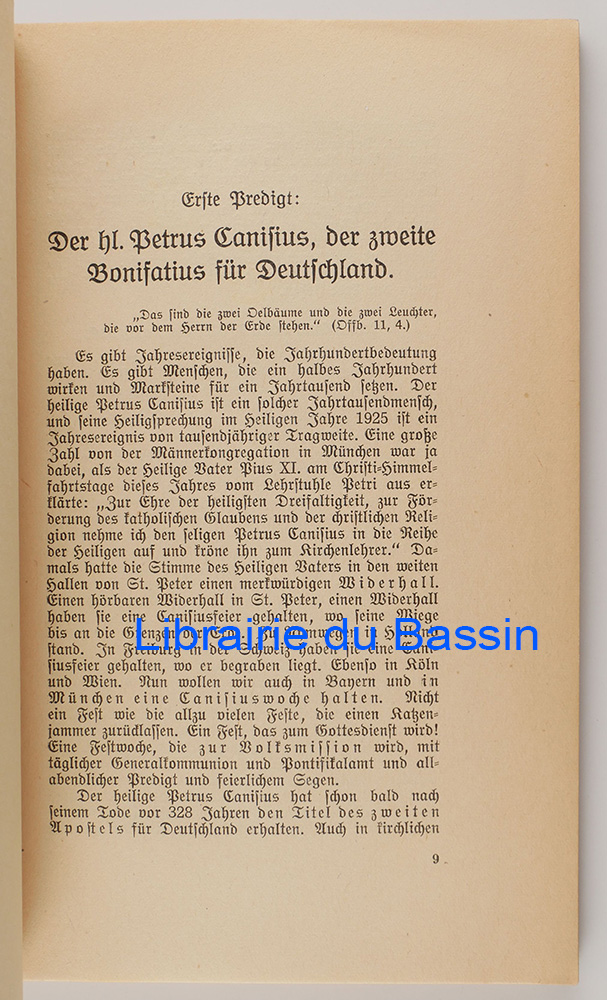 Erste Predigt:
Der hl. Petrus Canisius, der zweite
Bonifatius für Deutschland.
„Das sind die zwei Oelbäume und die zwei Leuchter,
die vor dem Herrn der Erde stehen.“ (Offb. 11, 4.)
Es gibt Jahresereignisse, die Jahrhundertbedeutung
haben. Es gibt Menschen, die ein halbes Jahrhundert
wirken und Marksteine für ein Jahrtausend setzen. Der
heilige Petrus Canisius ist ein solcher Jahrtausendmensch,
und seine Heiligsprechung im Heiligen Jahre 1925 ist ein
Jahresereignis von tausendjähriger Tragweite. Eine große
Zahl von der Männerkongregation in München war ja
dabei, als der Heilige Vater Pius XI. am Christi-Himmel-
fahrtstage dieses Jahres vom Lehrstuhle Petri aus er-
klärte: „Zur Ehre der heiligsten Dreifaltigkeit, zur För-
derung des katholischen Glaubens und der christlichen Reli-
gion nehme ich den seligen Petrus Canisius in die Reihe
der Heiligen auf und kröne ihn zum Kirchenlehrer.“ Da-
mals hatte die Stimme des Heiligen Vaters in den weiten
Hallen von St. Peter einen merkwürdigen Widerhall.
Einen hörbaren Widerhall in St. Peter, einen Widerhall
haben sie eine Canisiusfeier gehalten, wo seine Wiege
bis an die Grenzen der Erde. Zu Nymwegen in Holland
stand. In Freiburg in der Schweiz haben sie eine Cani-
siusfeier gehalten, wo er begraben liegt. Ebenso in Köln
und Wien. Nun wollen wir auch in Bayern und in
München eine Canisiuswoche halten. Nicht
ein Fest wie die allzu vielen Feste, die einen Katzen-
jammer zurücklassen. Ein Fest, das zum Gottesdienst wird!
Eine Festwoche, die zur Volksmission wird, mit
täglicher Generalkommunion und Pontifikalamt und all-
abendlicher Predigt und feierlichem Segen.
Der heilige Petrus Canisius hat schon bald nach
seinem Tode vor 328 Jahren den Titel des zweiten
Apostels für Deutschland erhalten. Auch in kirchlichen
9
Librairie du Bassin